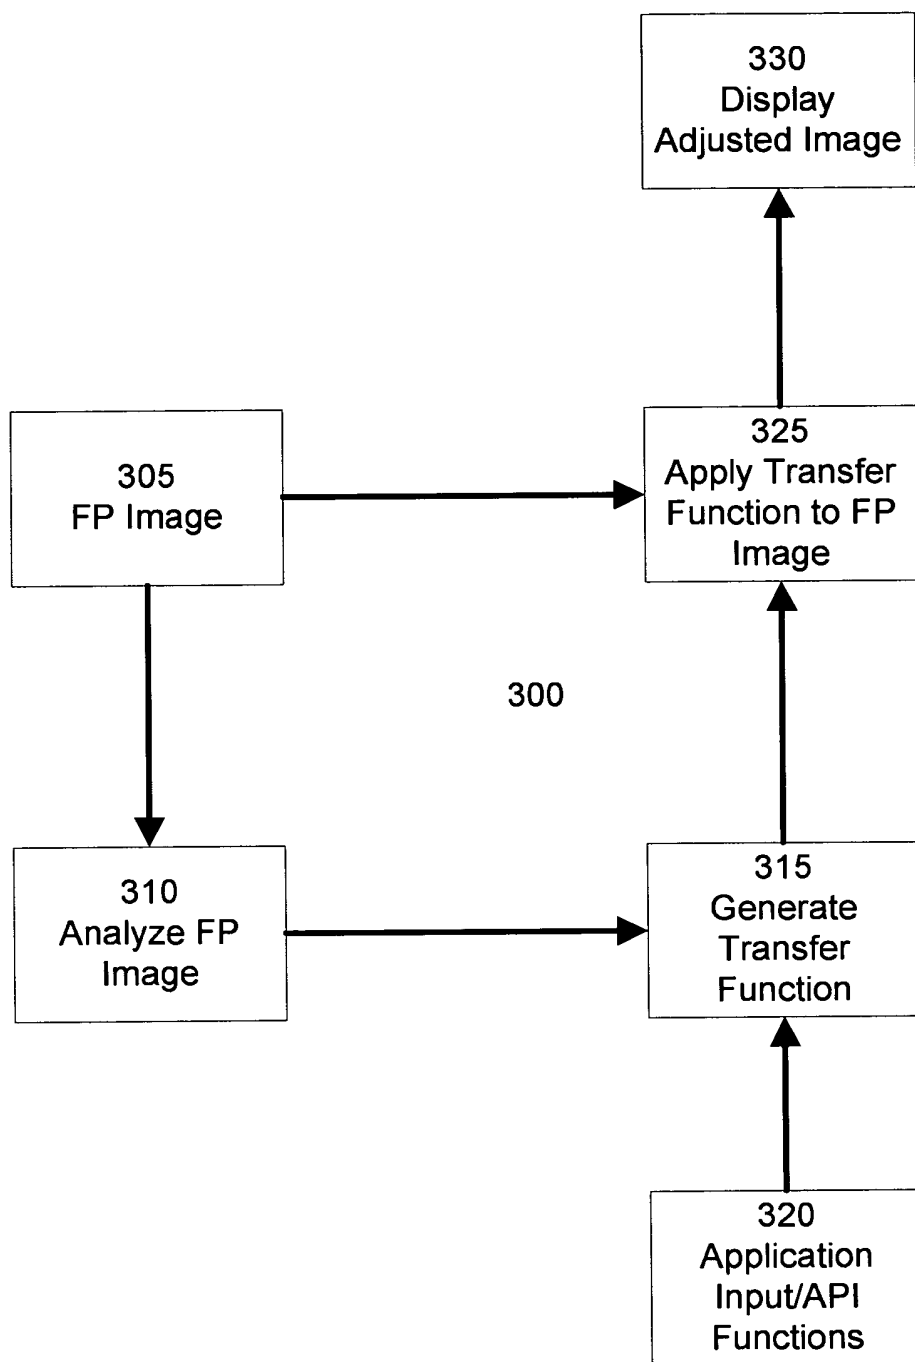 330
Display
Adjusted Image
305
FP Image
325
Apply Transfer
Function to FP
Image
300
310
Analyze FP
Image
315
Generate
Transfer
Function
320
Application
Input/API
Functions